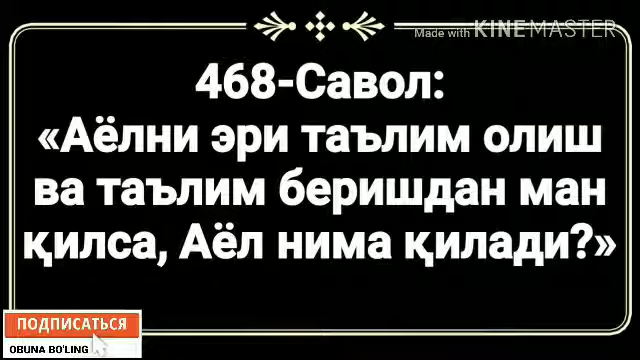 Made with KINEMASTER
468-Савол:
«Аёлни эри таълим олиш
ва таълим беришдан ман
қилса, Аёл нима қилади?»
ПОДПИСАТЬСЯ
OBUNA BO'LING